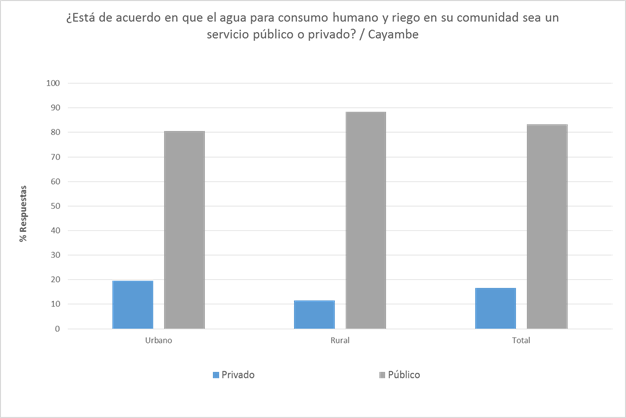 ¿Está de acuerdo en que el agua para consumo humano y riego en su comunidad sea un
servicio público o privado? / Cayambe
100
90
80
70
60
50
40
30
20
10
0
% Respuestas
Urbano Rural Total
Privado Público